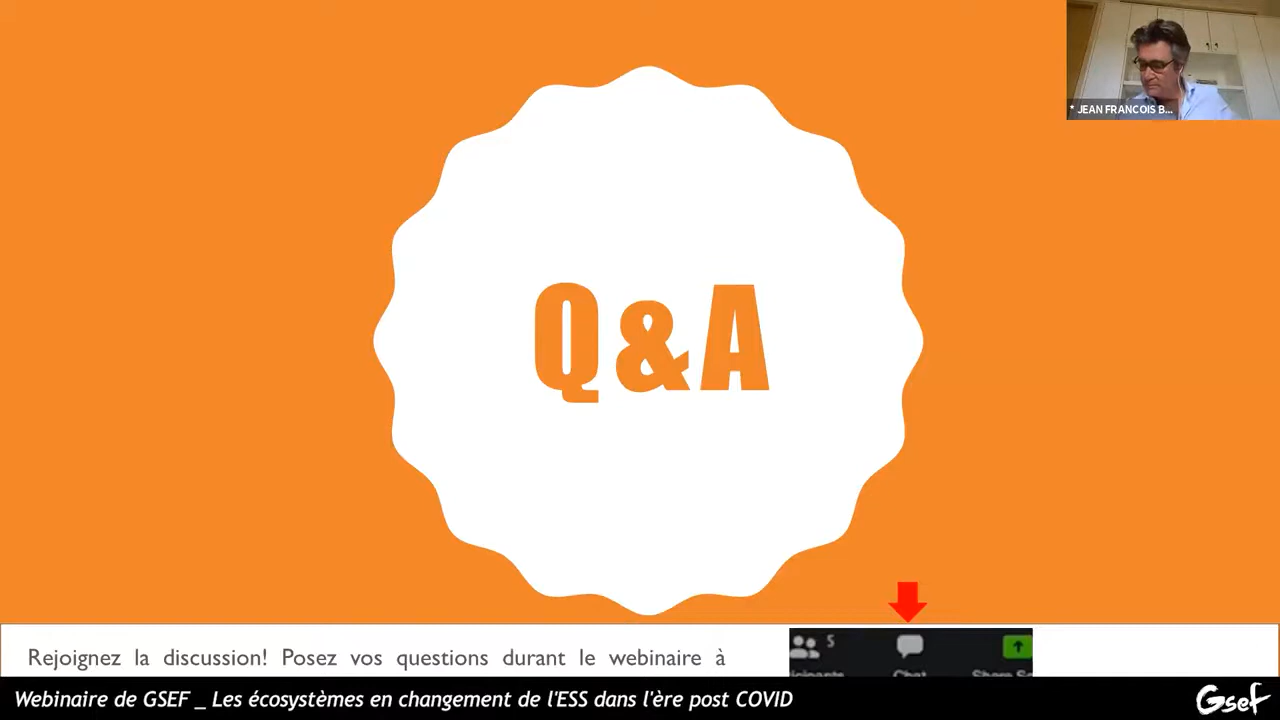 * JEAN FRANCOIS B...
Q&A
Rejoignez la discussion! Posez vos questions durant le webinaire à
5
Chat
Webinaire de GSEF _ Les écosystèmes en changement de l'ESS dans l'ère post COVID
Gsef